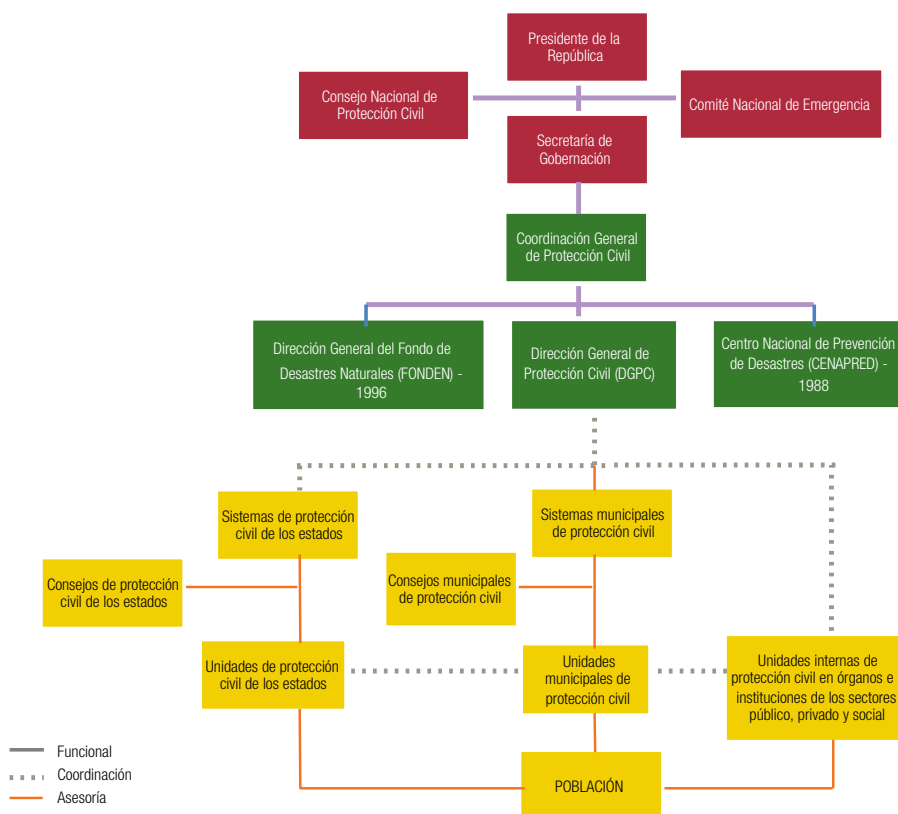 Presidente de la
República
Consejo Nacional de
Protección Civil
Comité Nacional de Emergencia
Secretaría de
Gobernación
Coordinación General
de Protección Civil
Dirección General del Fondo de
Desastres Naturales (FONDEN) -
1996
Dirección General de
Protección Civil (DGPC)
Centro Nacional de Prevención
de Desastres (CENAPRED) -
1988
Sistemas de protección
civil de los estados
Sistemas municipales
de protección civil
Consejos de protección
civil de los estados
Consejos municipales
de protección civil
Unidades de protección
civil de los estados
Unidades
municipales de
protección civil
Unidades internas de
protección civil en órganos e
instituciones de los sectores
público, privado y social
Funcional
Coordinación
Asesoría
POBLACIÓN